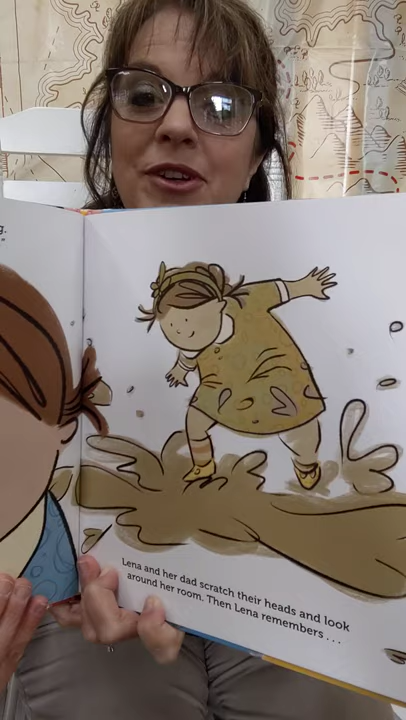 Lena and her dad scratch their heads and look
around her room. Then Lena remembers . . .